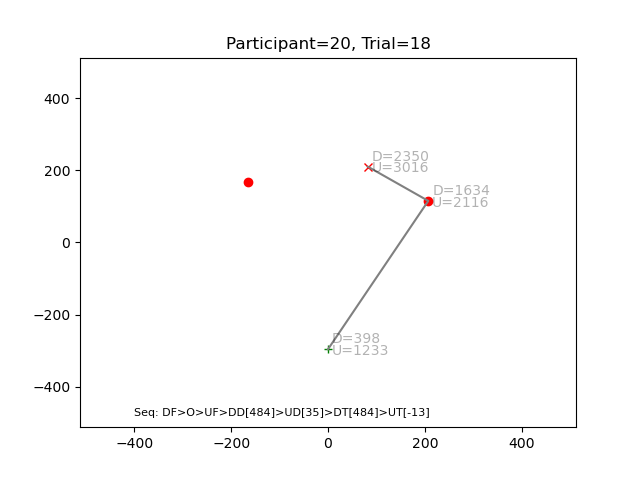 Participant=20, Trial=18
400
200
0
−200
−400
D=2350
U=3016
D=1634
U=2116
D=398
U=1233
Seq: DF>O>UF>DD[484]>UD[35]>DT[484]>UT[-13]
−400
−200
0
200
400